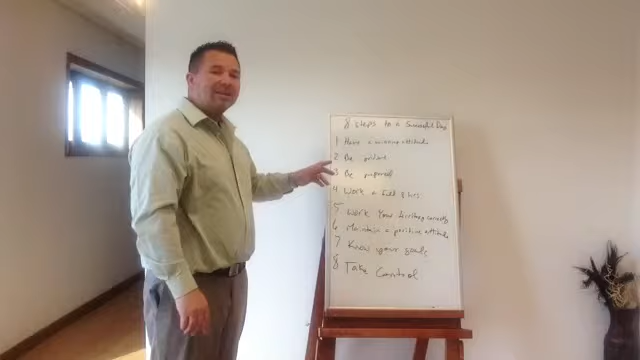 8 Steps to a Successful Day
1 Have a winning attitude
2 Be
3 Be prepared
4 Work a full 8 hrs
5 Work Your territory correctly
6 Maintain a positive attitude
7 Know your goals
8 Take Control